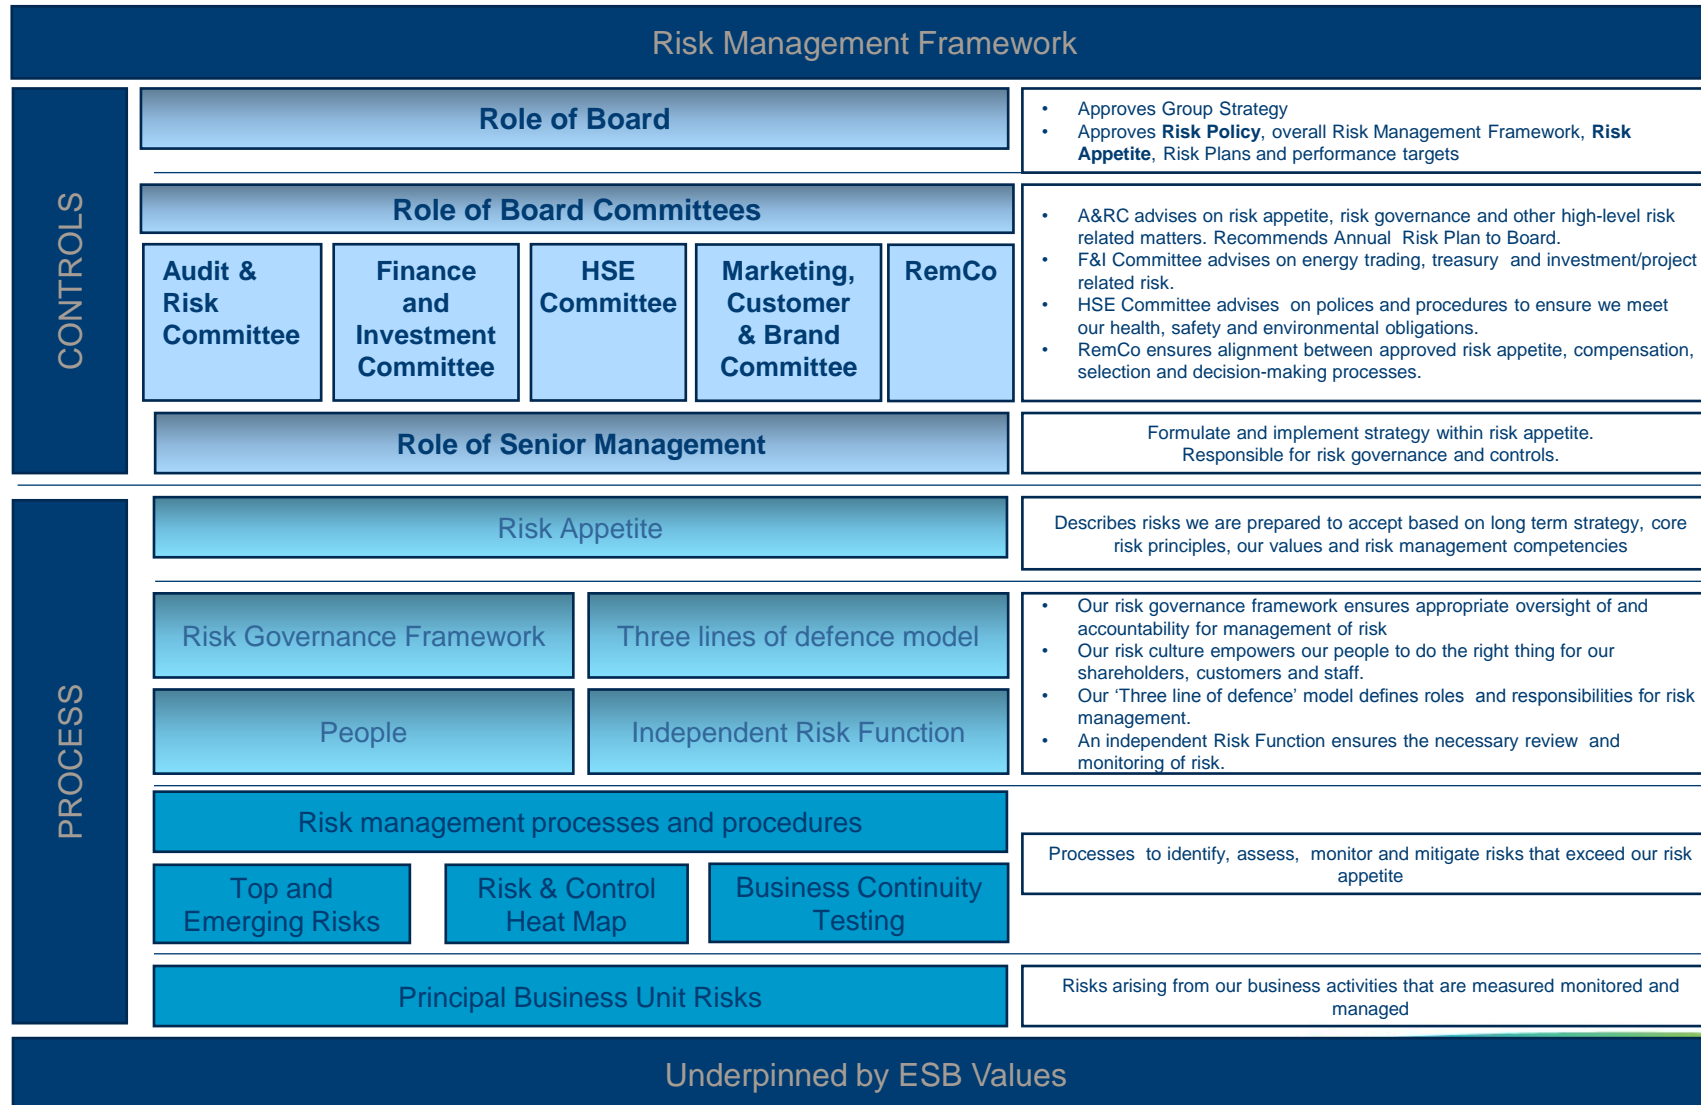 Risk Management Framework
CONTROLS
Role of Board
• Approves Group Strategy
• Approves Risk Policy, overall Risk Management Framework, Risk
Appetite, Risk Plans and performance targets
Role of Board Committees
Audit &
Risk
Committee
Finance
and
Investment
Committee
HSE
Committee
Marketing,
Customer
& Brand
Committee
RemCo
• A&RC advises on risk appetite, risk governance and other high-level risk
related matters. Recommends Annual Risk Plan to Board.
• F&I Committee advises on energy trading, treasury and investment/project
related risk.
• HSE Committee advises on polices and procedures to ensure we meet
our health, safety and environmental obligations.
• RemCo ensures alignment between approved risk appetite, compensation,
selection and decision-making processes.
Role of Senior Management
Formulate and implement strategy within risk appetite.
Responsible for risk governance and controls.
PROCESS
Risk Appetite
Describes risks we are prepared to accept based on long term strategy, core
risk principles, our values and risk management competencies
Risk Governance Framework
Three lines of defence model
People
Independent Risk Function
• Our risk governance framework ensures appropriate oversight of and
accountability for management of risk
• Our risk culture empowers our people to do the right thing for our
shareholders, customers and staff.
• Our ‘Three line of defence’ model defines roles and responsibilities for risk
management.
• An independent Risk Function ensures the necessary review and
monitoring of risk.
Risk management processes and procedures
Top and
Emerging Risks
Risk & Control
Heat Map
Business Continuity
Testing
Processes to identify, assess, monitor and mitigate risks that exceed our risk
appetite
Principal Business Unit Risks
Risks arising from our business activities that are measured monitored and
managed
Underpinned by ESB Values